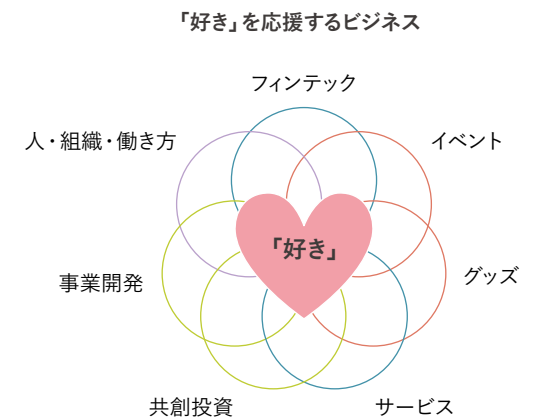 「好き」を応援するビジネス
フィンテック
人・組織・働き方
イベント
「好き」
事業開発
グッズ
共創投資
サービス